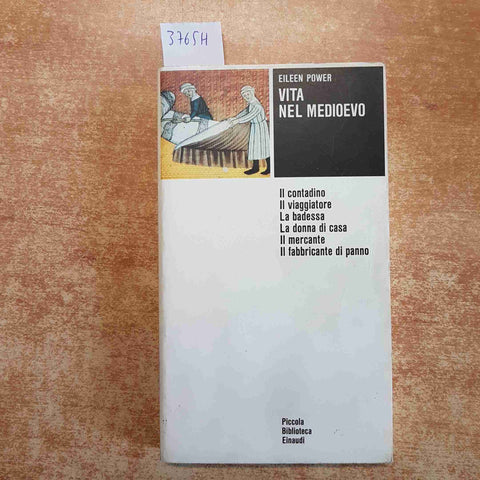 3765H
EILEEN POWER
VITA
NEL MEDIOEVO
Il contadino
Il viaggiatore
La badessa
La donna di casa
Il mercante
Il fabbricante di panno
Piccola
Biblioteca
Einaudi